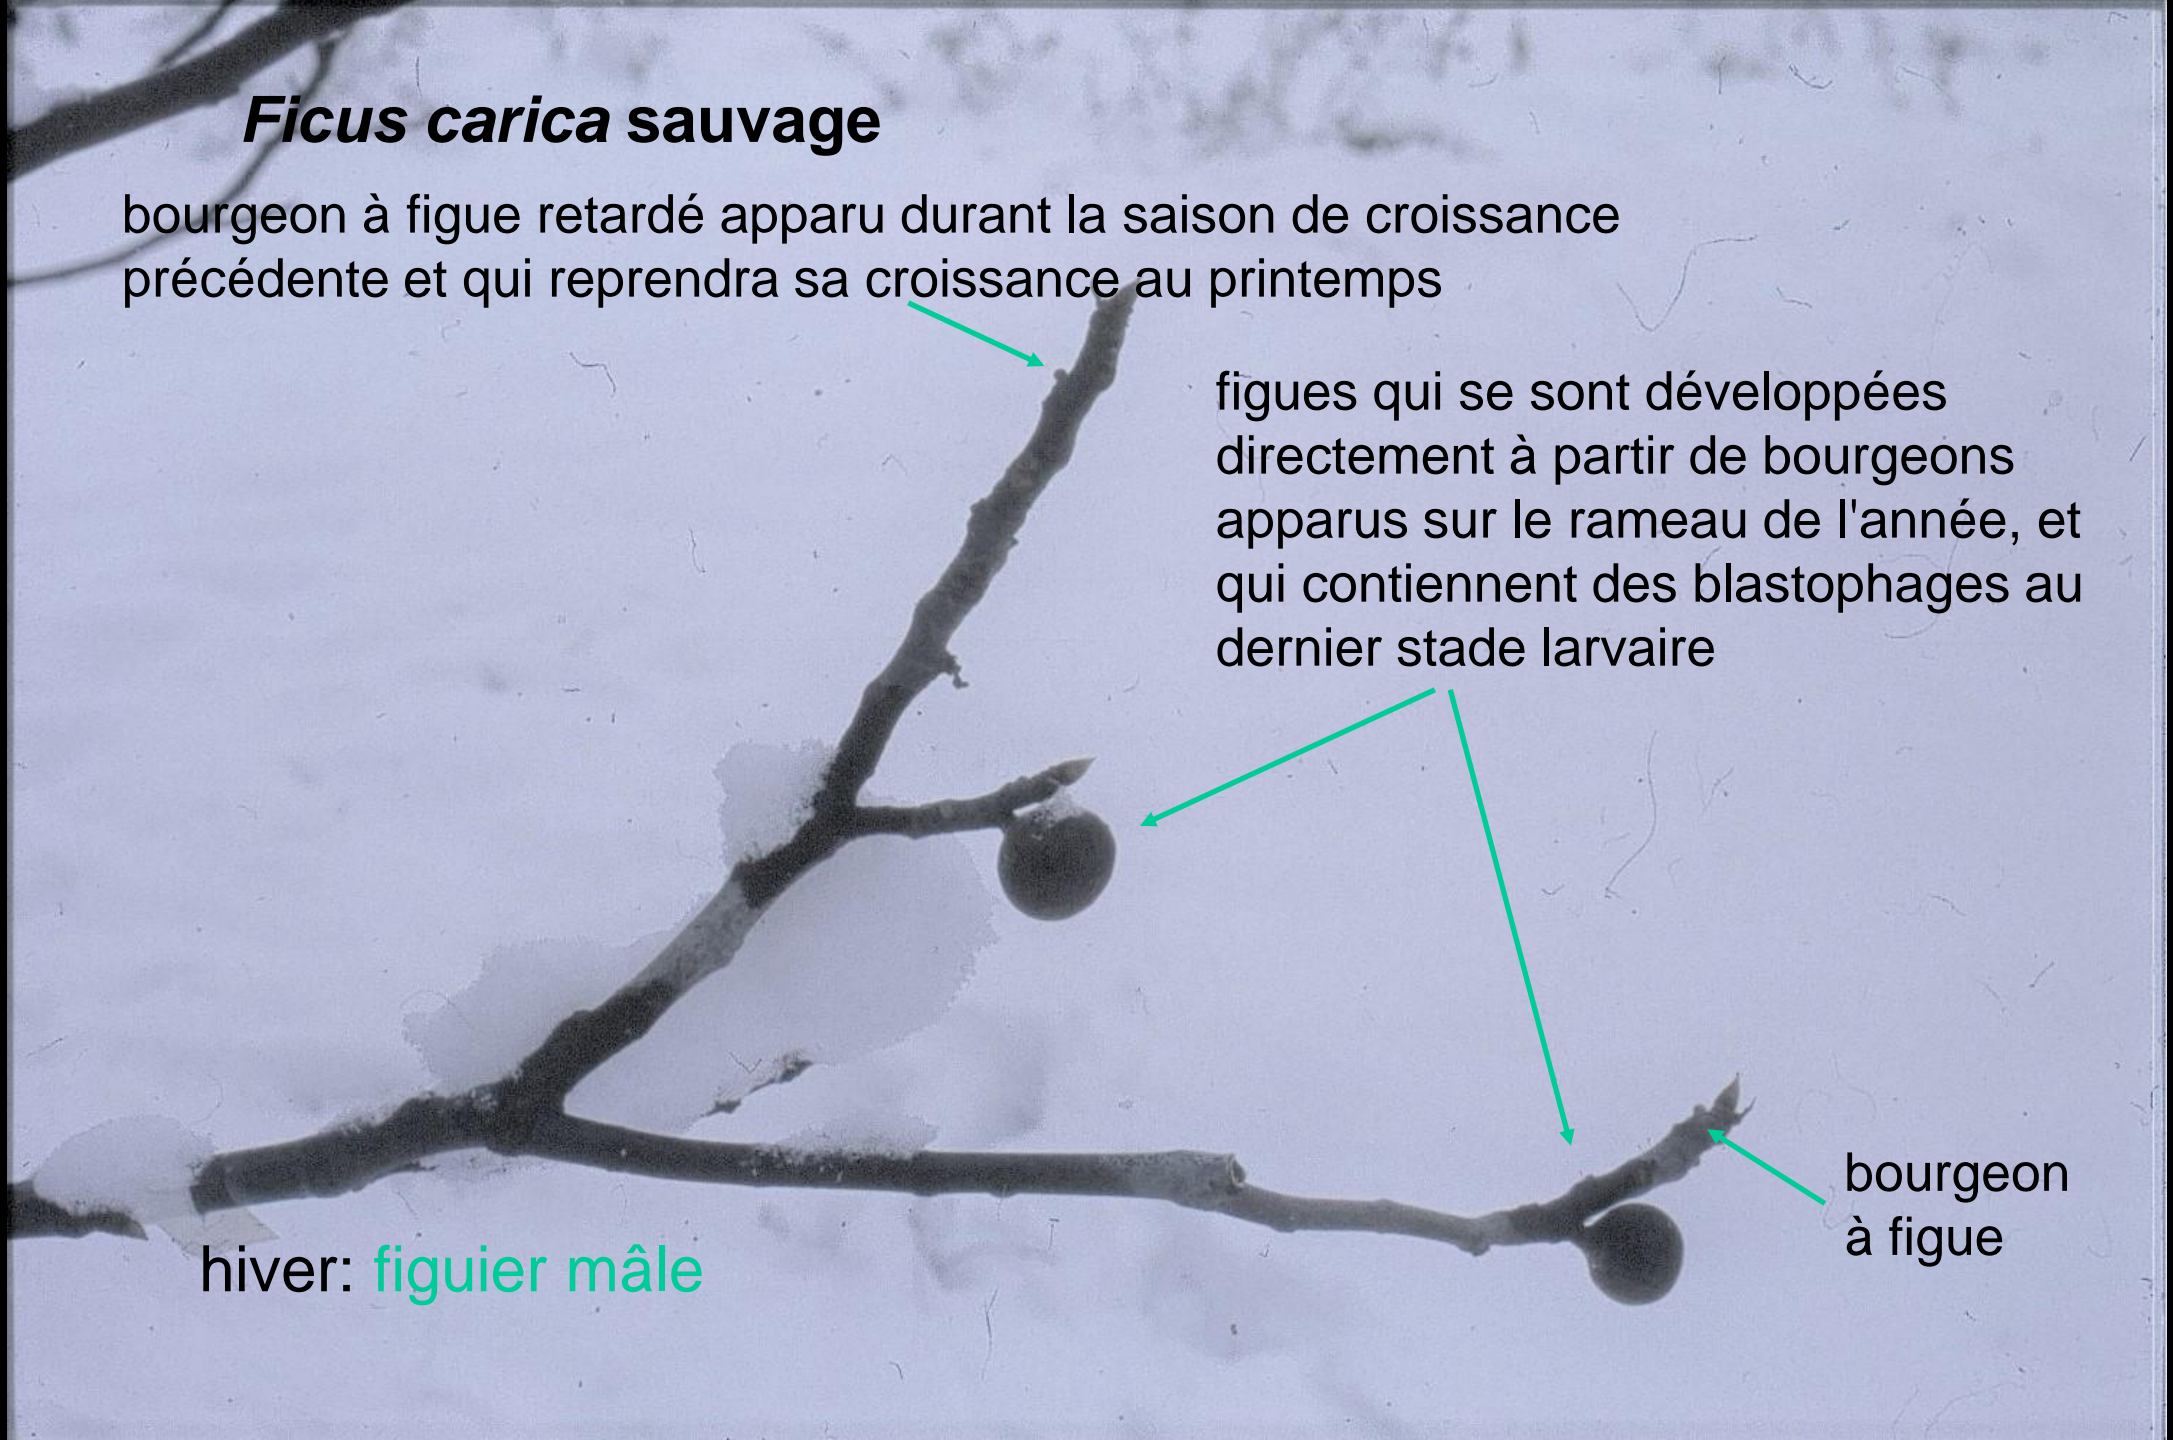 Ficus carica sauvage
bourgeon à figue retardé apparu durant la saison de croissance
précédente et qui reprendra sa croissance au printemps
figues qui se sont développées
directement à partir de bourgeons
apparus sur le rameau de l'année, et
qui contiennent des blastophages au
dernier stade larvaire
bourgeon
à figue
hiver: figuier mâle